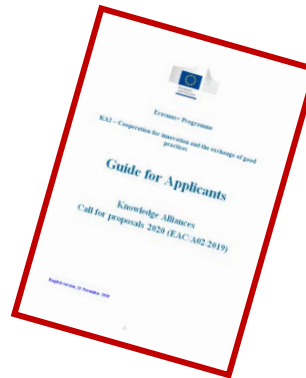 Erasmus+ Programme
KA2 – Cooperation for innovation and the exchange of good
practices
Guide for Applicants
Knowledge Alliances
Call for proposals 2020 (EAC/A02/2019)
English version,